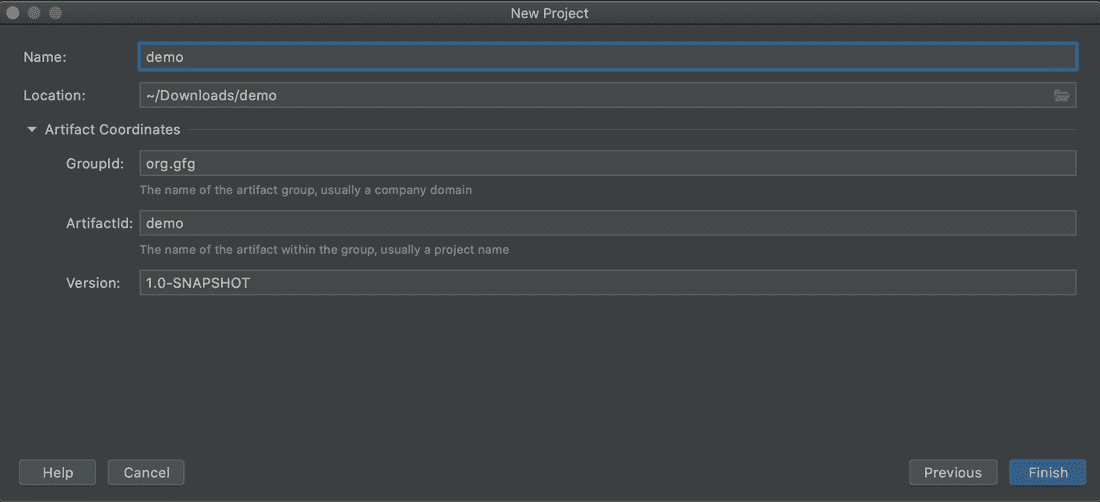 New Project
Name: demo
Location: ~/Downloads/demo
Artifact Coordinates
GroupId: org.gfg
The name of the artifact group, usually a company domain
ArtifactId: demo
The name of the artifact within the group, usually a project name
Version: 1.0-SNAPSHOT
Help Cancel Previous Finish